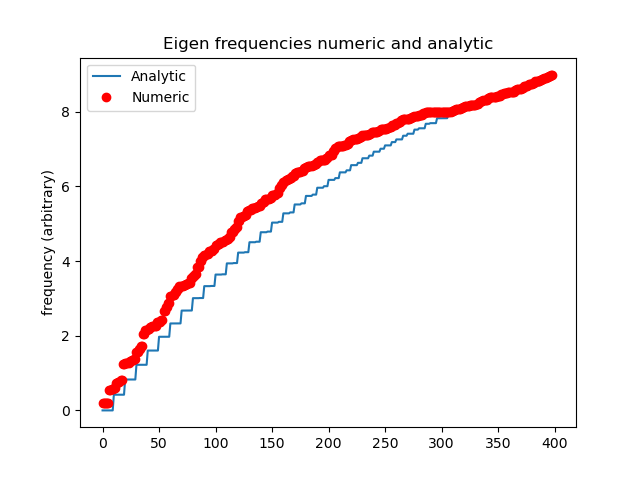 Eigen frequencies numeric and analytic
Analytic
Numeric
frequency (arbitrary)
8
6
4
2
0
0 50 100 150 200 250 300 350 400